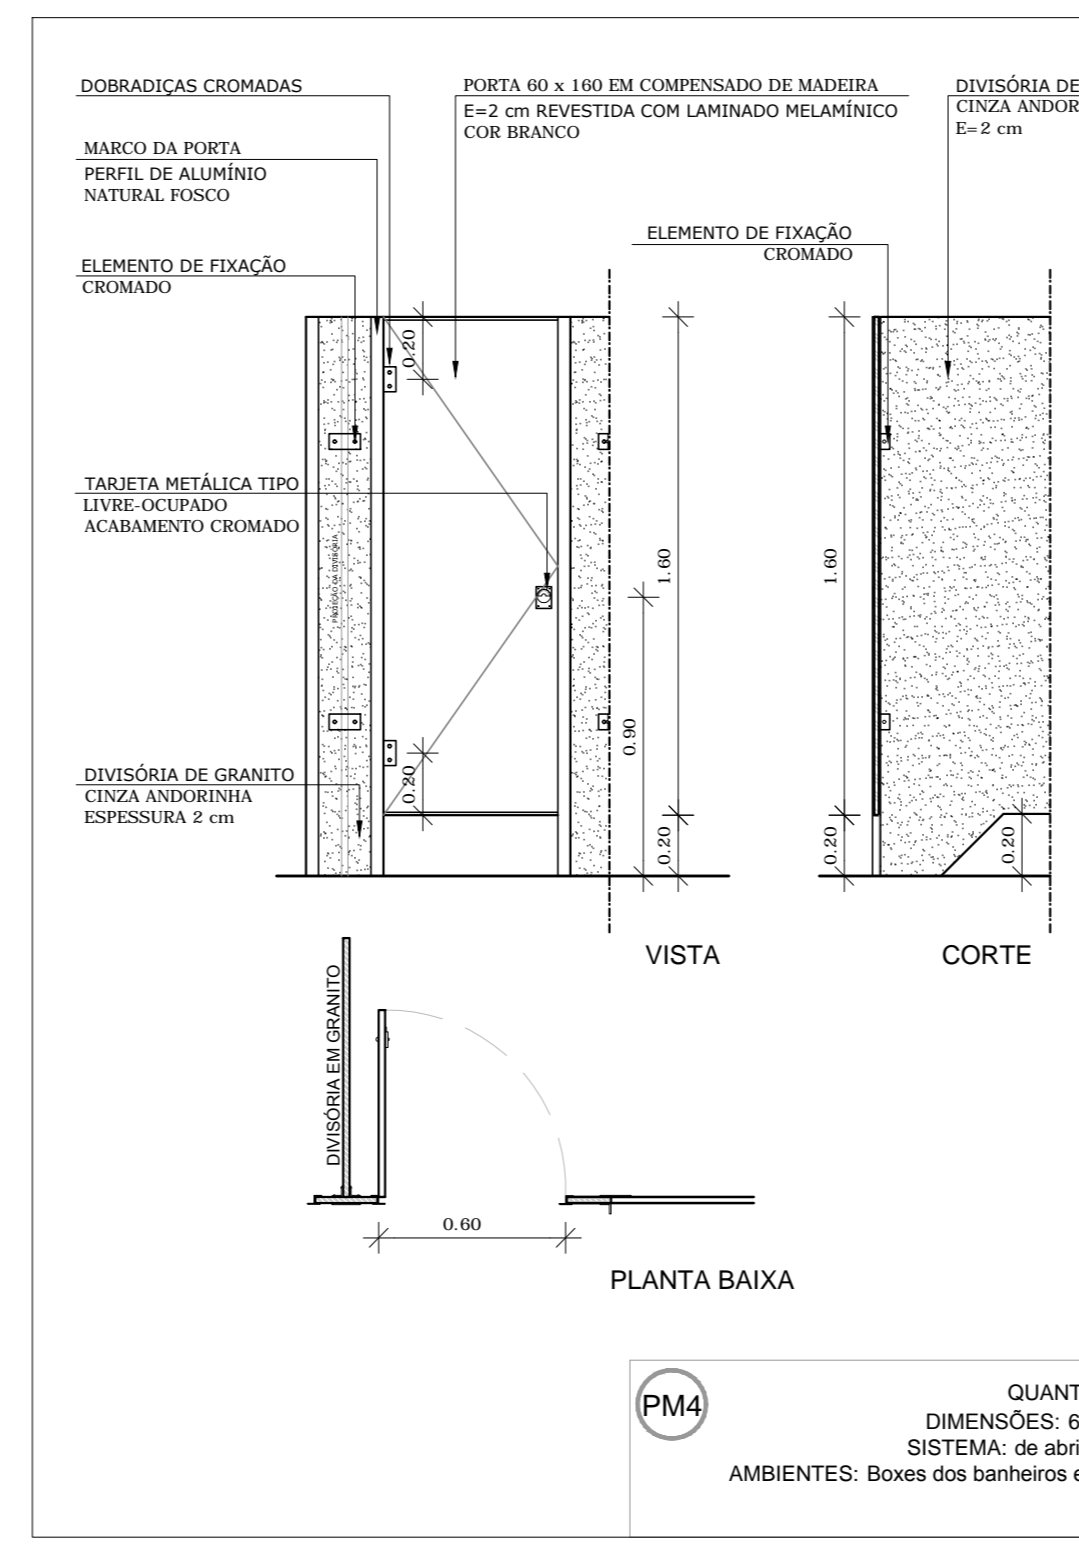 DOBRADIÇAS CROMADAS
PORTA 60 x 160 EM COMPENSADO DE MADEIRA
E=2 cm REVESTIDA COM LAMINADO MELAMÍNICO
COR BRANCO
DIVISÓRIA DE
CINZA ANDOR
E=2 cm
MARCO DA PORTA
PERFIL DE ALUMÍNIO
NATURAL FOSCO
ELEMENTO DE FIXAÇÃO
CROMADO
ELEMENTO DE FIXAÇÃO
CROMADO
0.20
TARJETA METÁLICA TIPO
LIVRE-OCUPADO
ACABAMENTO CROMADO
PROJEÇÃO DA DIVISÓRIA
1.60
1.60
0.90
DIVISÓRIA DE GRANITO
CINZA ANDORINHA
ESPESSURA 2 cm
0.20
0.20
0.20
0.20
VISTA
CORTE
DIVISÓRIA EM GRANITO
0.60
PLANTA BAIXA
PM4
QUANT
DIMENSÕES: 6
SISTEMA: de abri
AMBIENTES: Boxes dos banheiros e